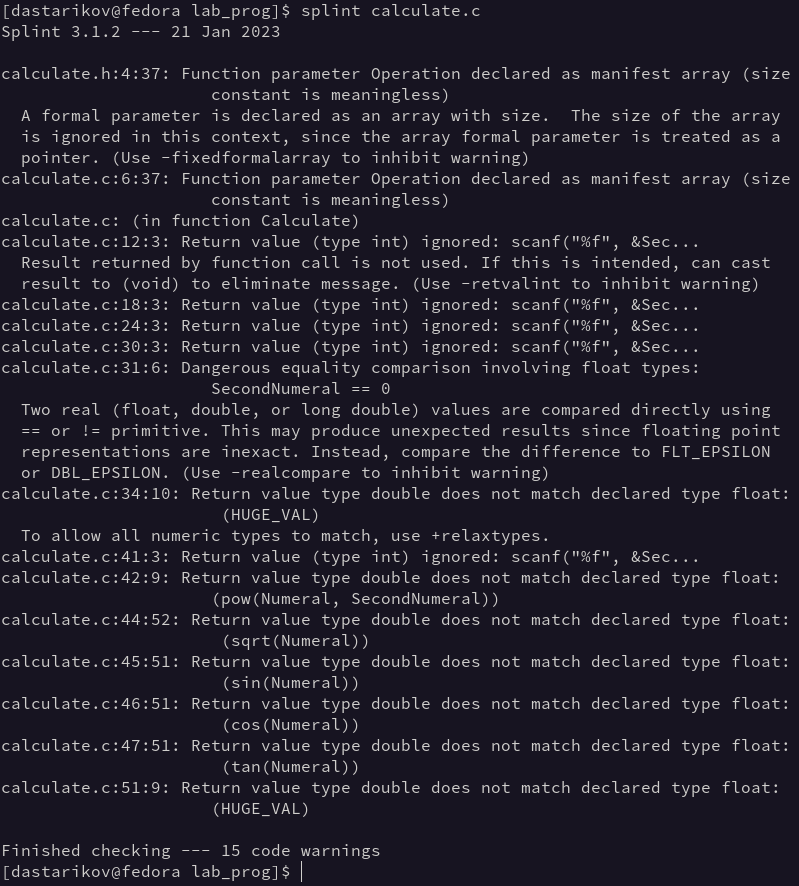 [dastarikov@fedora lab_prog]$ splint calculate.c
Splint 3.1.2 --- 21 Jan 2023

calculate.h:4:37: Function parameter Operation declared as manifest array (size
                     constant is meaningless)
  A formal parameter is declared as an array with size.  The size of the array
  is ignored in this context, since the array formal parameter is treated as a
  pointer. (Use -fixedformalarray to inhibit warning)
calculate.c:6:37: Function parameter Operation declared as manifest array (size
                     constant is meaningless)
calculate.c: (in function Calculate)
calculate.c:12:3: Return value (type int) ignored: scanf("%f", &Sec...
  Result returned by function call is not used. If this is intended, can cast
  result to (void) to eliminate message. (Use -retvalint to inhibit warning)
calculate.c:18:3: Return value (type int) ignored: scanf("%f", &Sec...
calculate.c:24:3: Return value (type int) ignored: scanf("%f", &Sec...
calculate.c:30:3: Return value (type int) ignored: scanf("%f", &Sec...
calculate.c:31:6: Dangerous equality comparison involving float types:
                     SecondNumeral == 0
  Two real (float, double, or long double) values are compared directly using
  == or != primitive. This may produce unexpected results since floating point
  representations are inexact. Instead, compare the difference to FLT_EPSILON
  or DBL_EPSILON. (Use -realcompare to inhibit warning)
calculate.c:34:10: Return value type double does not match declared type float:
                      (HUGE_VAL)
  To allow all numeric types to match, use +relaxtypes.
calculate.c:41:3: Return value (type int) ignored: scanf("%f", &Sec...
calculate.c:42:9: Return value type double does not match declared type float:
                     (pow(Numeral, SecondNumeral))
calculate.c:44:52: Return value type double does not match declared type float:
                      (sqrt(Numeral))
calculate.c:45:51: Return value type double does not match declared type float:
                      (sin(Numeral))
calculate.c:46:51: Return value type double does not match declared type float:
                      (cos(Numeral))
calculate.c:47:51: Return value type double does not match declared type float:
                      (tan(Numeral))
calculate.c:51:9: Return value type double does not match declared type float:
                     (HUGE_VAL)

Finished checking --- 15 code warnings
[dastarikov@fedora lab_prog]$